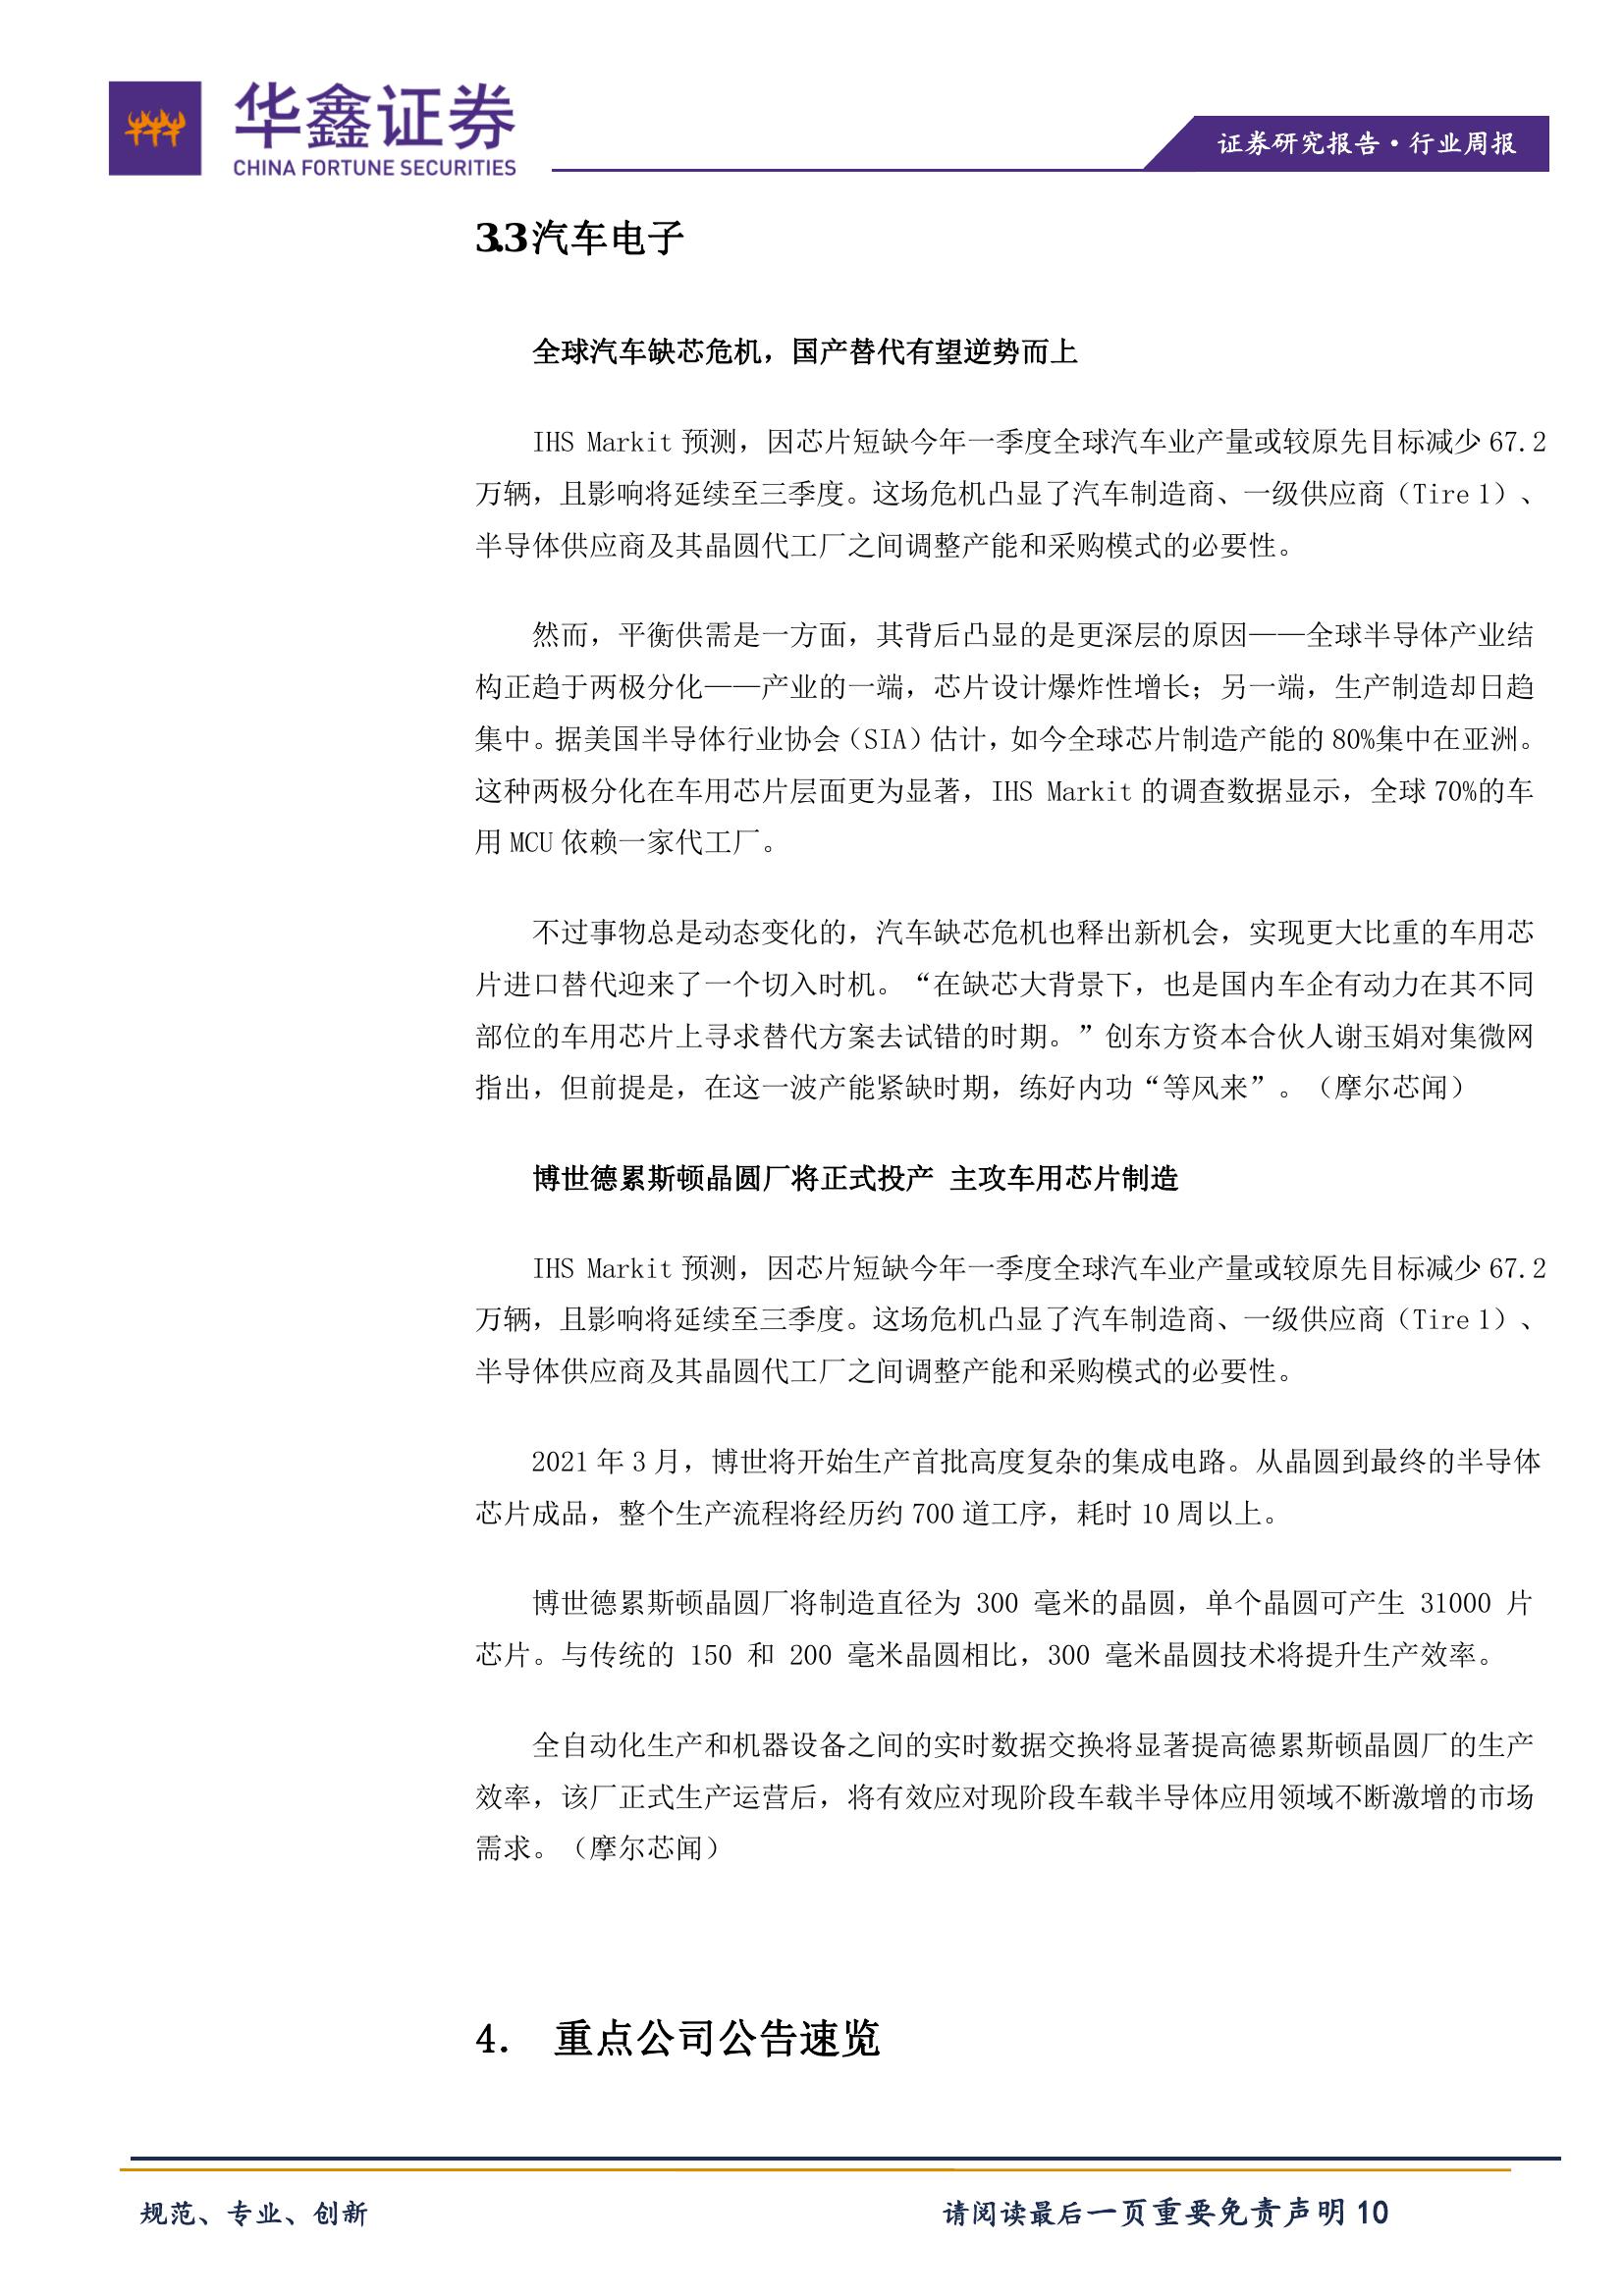 华鑫证券
CHINA FORTUNE SECURITIES
证券研究报告·行业周报
3.3 汽车电子
全球汽车缺芯危机，国产替代有望逆势而上
IHS Markit 预测，因芯片短缺今年一季度全球汽车业产量或较原先目标减少 67.2
万辆，且影响将延续至三季度。这场危机凸显了汽车制造商、一级供应商（Tire 1）、
半导体供应商及其晶圆代工厂之间调整产能和采购模式的必要性。
然而，平衡供需是一方面，其背后凸显的是更深层的原因——全球半导体产业结
构正趋于两极分化——产业的一端，芯片设计爆炸性增长；另一端，生产制造却日趋
集中。据美国半导体行业协会（SIA）估计，如今全球芯片制造产能的 80%集中在亚洲。
这种两极分化在车用芯片层面更为显著，IHS Markit 的调查数据显示，全球 70%的车
用 MCU 依赖一家代工厂。
不过事物总是动态变化的，汽车缺芯危机也释出新机会，实现更大比重的车用芯
片进口替代迎来了一个切入时机。“在缺芯大背景下，也是国内车企有动力在其不同
部位的车用芯片上寻求替代方案去试错的时期。”创东方资本合伙人谢玉娟对集微网
指出，但前提是，在这一波产能紧缺时期，练好内功“等风来”。（摩尔芯闻）
博世德累斯顿晶圆厂将正式投产 主攻车用芯片制造
IHS Markit 预测，因芯片短缺今年一季度全球汽车业产量或较原先目标减少 67.2
万辆，且影响将延续至三季度。这场危机凸显了汽车制造商、一级供应商（Tire 1）、
半导体供应商及其晶圆代工厂之间调整产能和采购模式的必要性。
2021 年 3 月，博世将开始生产首批高度复杂的集成电路。从晶圆到最终的半导体
芯片成品，整个生产流程将经历约 700 道工序，耗时 10 周以上。
博世德累斯顿晶圆厂将制造直径为 300 毫米的晶圆，单个晶圆可产生 31000 片
芯片。与传统的 150 和 200 毫米晶圆相比，300 毫米晶圆技术将提升生产效率。
全自动化生产和机器设备之间的实时数据交换将显著提高德累斯顿晶圆厂的生产
效率，该厂正式生产运营后，将有效应对现阶段车载半导体应用领域不断激增的市场
需求。（摩尔芯闻）
4. 重点公司公告速览
规范、专业、创新
请阅读最后一页重要免责声明 10